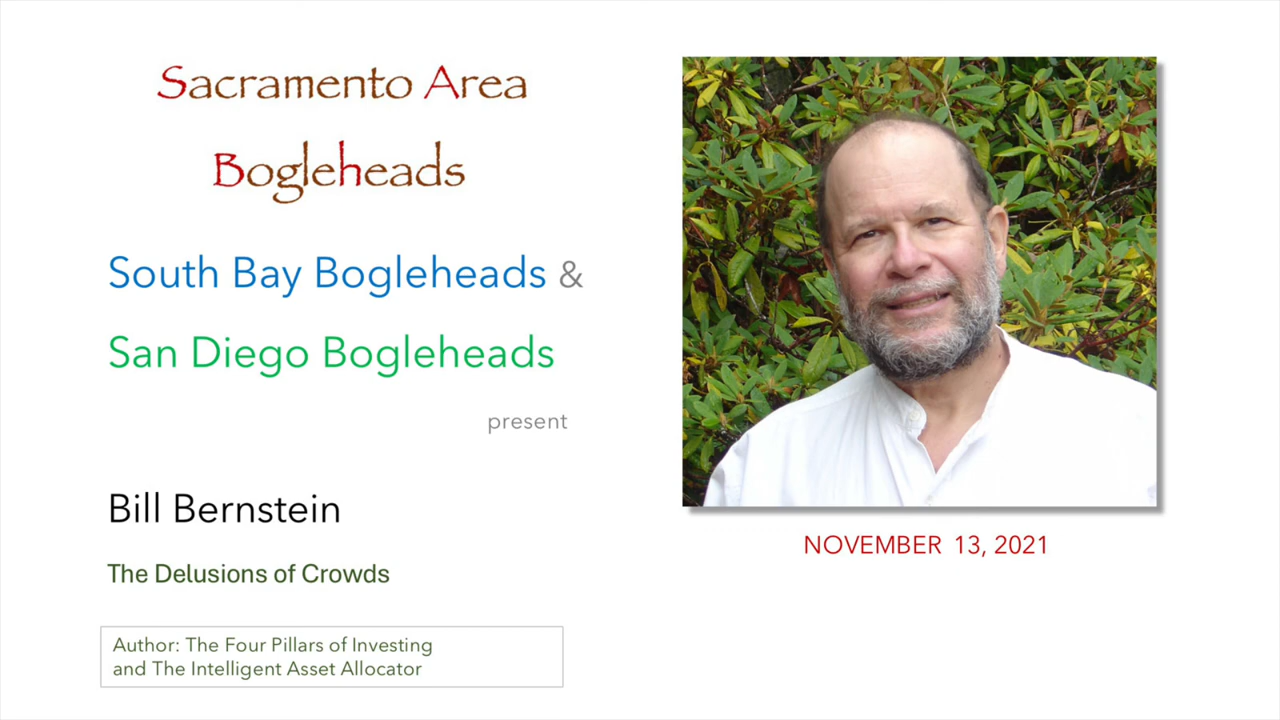 Sacramento Area
Bogleheads
South Bay Bogleheads &
San Diego Bogleheads
present
Bill Bernstein
The Delusions of Crowds
Author: The Four Pillars of Investing
and The Intelligent Asset Allocator
NOVEMBER 13, 2021